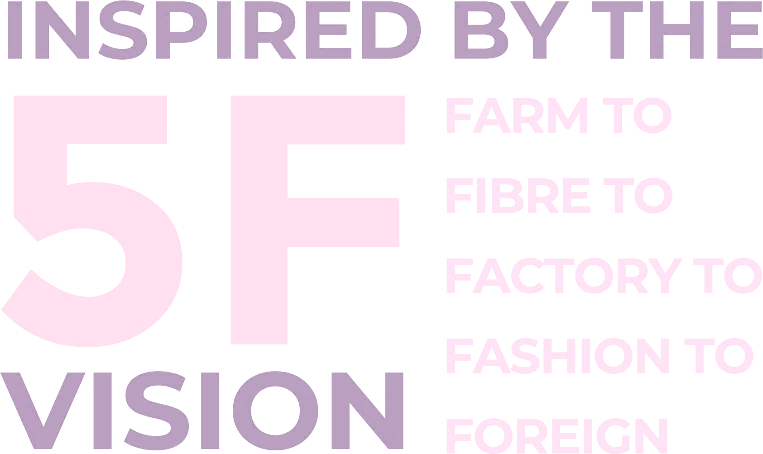 INSPIRED BY THE
5F
VISION
FARM TO
FIBRE TO
FACTORY TO
FASHION TO
FOREIGN